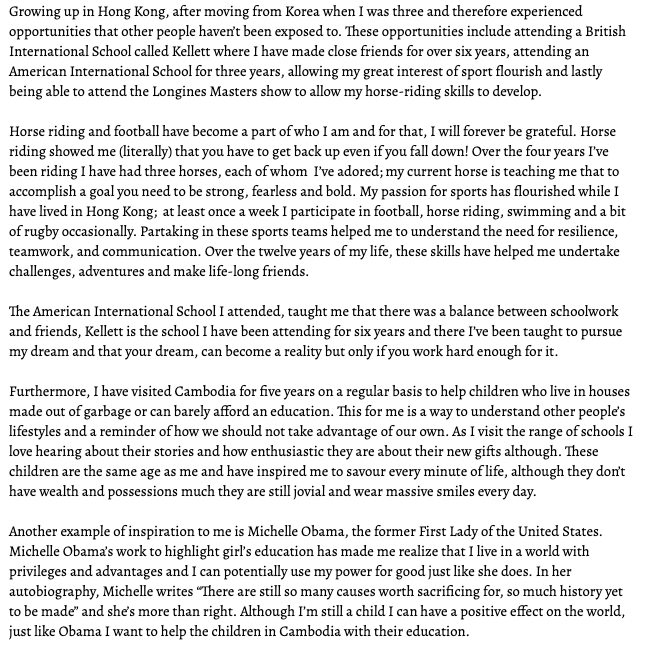 Growing up in Hong Kong, after moving from Korea when I was three and therefore experienced
opportunities that other people haven't been exposed to. These opportunities include attending a British
International School called Kellett where I have made close friends for over six years, attending an
American International School for three years, allowing my great interest of sport flourish and lastly
being able to attend the Longines Masters show to allow my horse-riding skills to develop.

Horse riding and football have become a part of who I am and for that, I will forever be grateful. Horse
riding showed me (literally) that you have to get back up even if you fall down! Over the four years I've
been riding I have had three horses, each of whom I've adored; my current horse is teaching me that to
accomplish a goal you need to be strong, fearless and bold. My passion for sports has flourished while I
have lived in Hong Kong; at least once a week I participate in football, horse riding, swimming and a bit
of rugby occasionally. Partaking in these sports teams helped me to understand the need for resilience,
teamwork, and communication. Over the twelve years of my life, these skills have helped me undertake
challenges, adventures and make life-long friends.

The American International School I attended, taught me that there was a balance between schoolwork
and friends, Kellett is the school I have been attending for six years and there I've been taught to pursue
my dream and that your dream, can become a reality but only if you work hard enough for it.

Furthermore, I have visited Cambodia for five years on a regular basis to help children who live in houses
made out of garbage or can barely afford an education. This for me is a way to understand other people's
lifestyles and a reminder of how we should not take advantage of our own. As I visit the range of schools I
love hearing about their stories and how enthusiastic they are about their new gifts although. These
children are the same age as me and have inspired me to savour every minute of life, although they don't
have wealth and possessions much they are still jovial and wear massive smiles every day.

Another example of inspiration to me is Michelle Obama, the former First Lady of the United States.
Michelle Obama's work to highlight girl's education has made me realize that I live in a world with
privileges and advantages and I can potentially use my power for good just like she does. In her
autobiography, Michelle writes “There are still so many causes worth sacrificing for, so much history yet
to be made” and she's more than right. Although I'm still a child I can have a positive effect on the world,
just like Obama I want to help the children in Cambodia with their education.